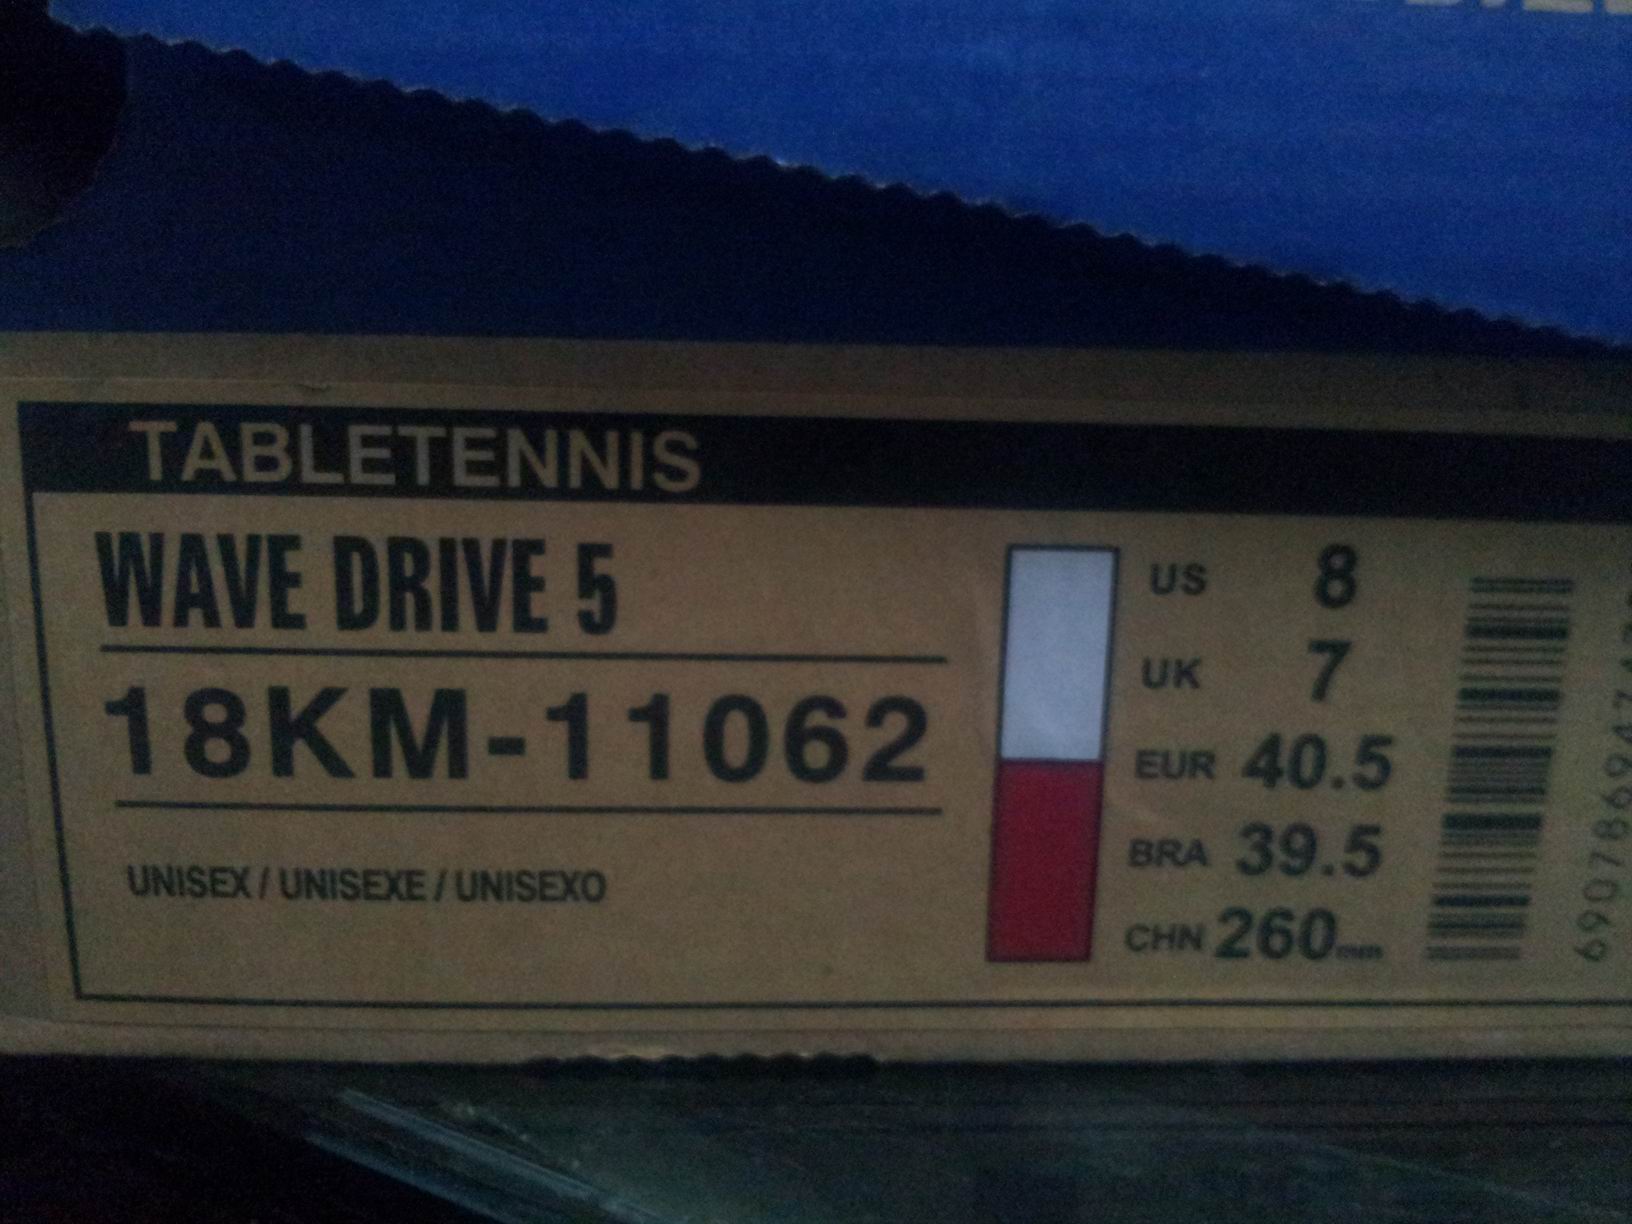 TABLETENNIS
WAVE DRIVE 5
18KM-11062
UNISEX / UNISEXE / UNISEXO
US 8
UK 7
EUR 40.5
BRA 39.5
CHN 260mm